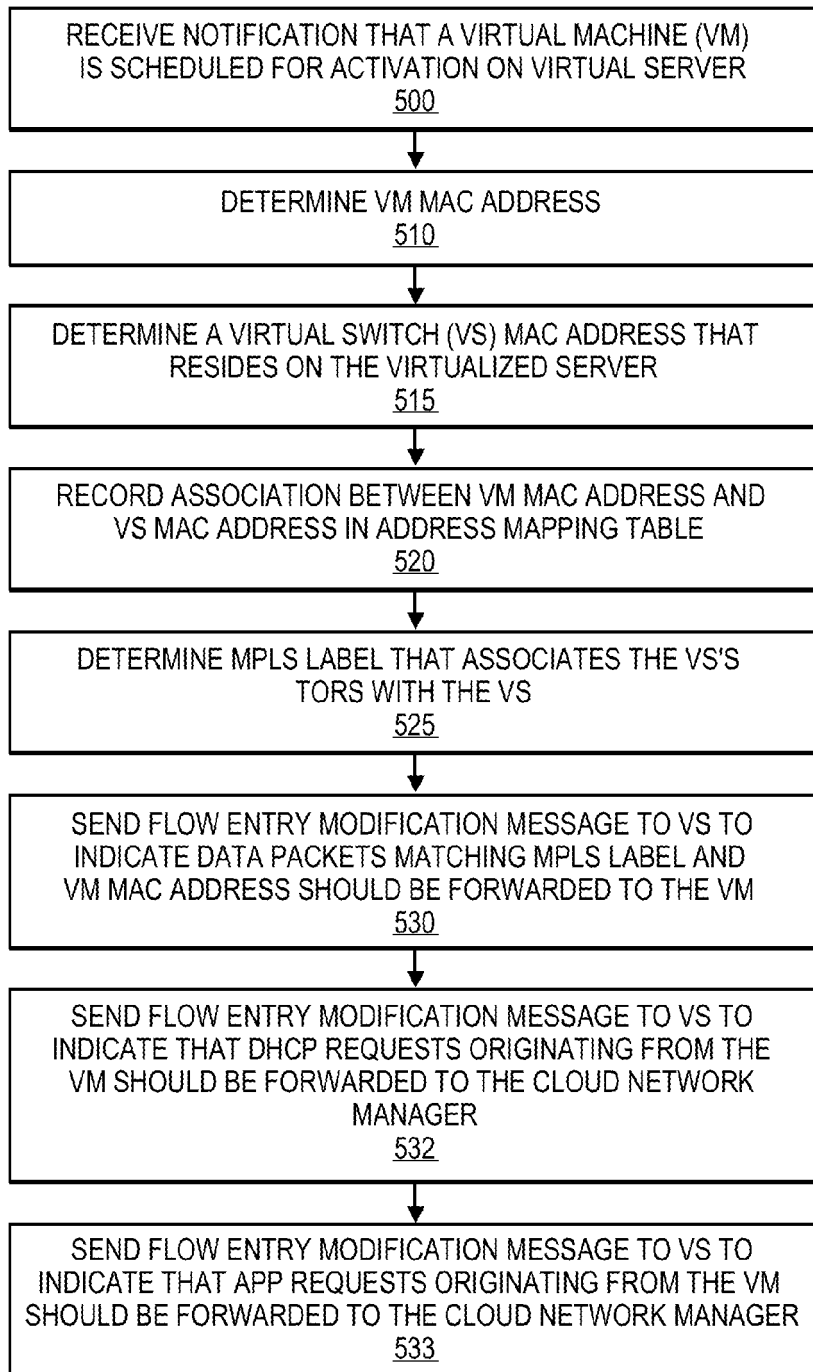 RECEIVE NOTIFICATION THAT A VIRTUAL MACHINE (VM)
IS SCHEDULED FOR ACTIVATION ON VIRTUAL SERVER
500
DETERMINE VM MAC ADDRESS
510
DETERMINE A VIRTUAL SWITCH (VS) MAC ADDRESS THAT
RESIDES ON THE VIRTUALIZED SERVER
515
RECORD ASSOCIATION BETWEEN VM MAC ADDRESS AND
VS MAC ADDRESS IN ADDRESS MAPPING TABLE
520
DETERMINE MPLS LABEL THAT ASSOCIATES THE VS'S
TORS WITH THE VS
525
SEND FLOW ENTRY MODIFICATION MESSAGE TO VS TO
INDICATE DATA PACKETS MATCHING MPLS LABEL AND
VM MAC ADDRESS SHOULD BE FORWARDED TO THE VM
530
SEND FLOW ENTRY MODIFICATION MESSAGE TO VS TO
INDICATE THAT DHCP REQUESTS ORIGINATING FROM THE
VM SHOULD BE FORWARDED TO THE CLOUD NETWORK
MANAGER
532
SEND FLOW ENTRY MODIFICATION MESSAGE TO VS TO
INDICATE THAT APP REQUESTS ORIGINATING FROM THE VM
SHOULD BE FORWARDED TO THE CLOUD NETWORK MANAGER
533